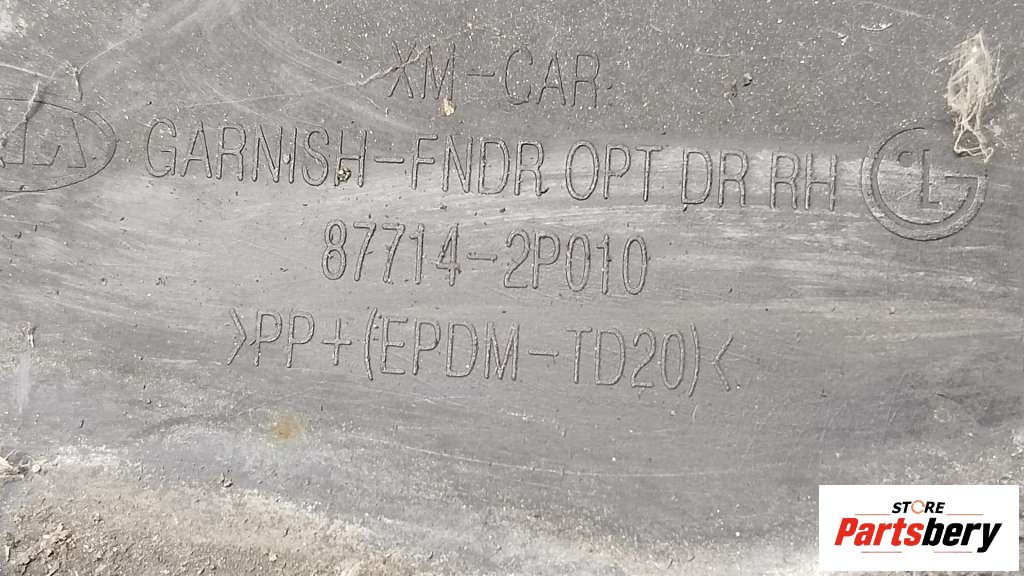 XM-CAR
GARNISH-FNDR OPT DR RH
87714-2P010
>PP+(EPDM-TD20)<
STORE
Partsbery